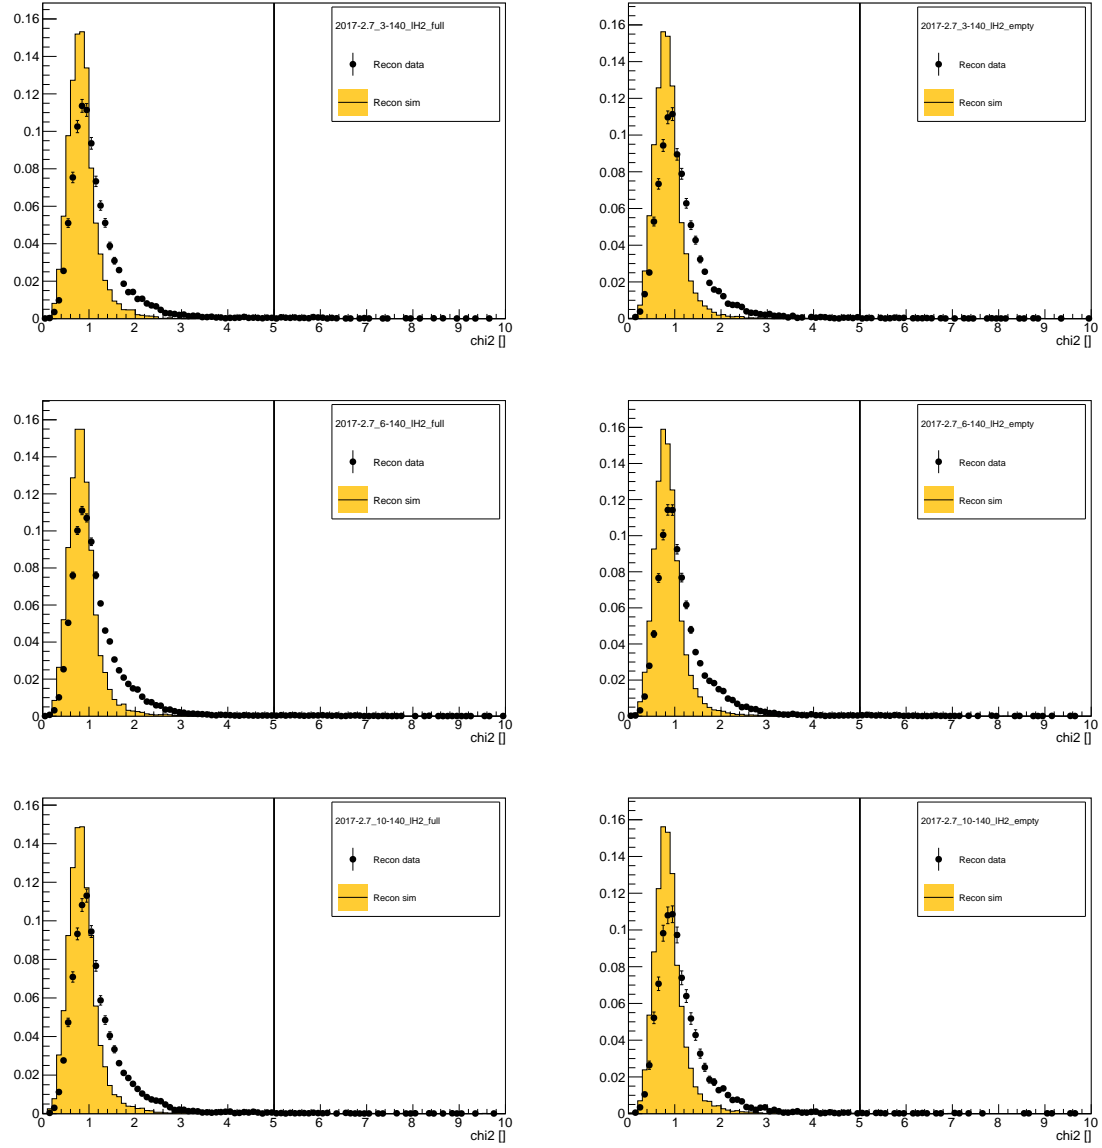 2017-2.7_3-140_lH2_full
Recon data
Recon sim
0.16
0.14
0.12
0.1
0.08
0.06
0.04
0.02
0
0 1 2 3 4 5 6 7 8 9 10
chi2 []
2017-2.7_3-140_lH2_empty
Recon data
Recon sim
0.16
0.14
0.12
0.1
0.08
0.06
0.04
0.02
0
0 1 2 3 4 5 6 7 8 9 10
chi2 []
2017-2.7_6-140_lH2_full
Recon data
Recon sim
0.16
0.14
0.12
0.1
0.08
0.06
0.04
0.02
0
0 1 2 3 4 5 6 7 8 9 10
chi2 []
2017-2.7_6-140_lH2_empty
Recon data
Recon sim
0.16
0.14
0.12
0.1
0.08
0.06
0.04
0.02
0
0 1 2 3 4 5 6 7 8 9 10
chi2 []
2017-2.7_10-140_lH2_full
Recon data
Recon sim
0.16
0.14
0.12
0.1
0.08
0.06
0.04
0.02
0
0 1 2 3 4 5 6 7 8 9 10
chi2 []
2017-2.7_10-140_lH2_empty
Recon data
Recon sim
0.16
0.14
0.12
0.1
0.08
0.06
0.04
0.02
0
0 1 2 3 4 5 6 7 8 9 10
chi2 []